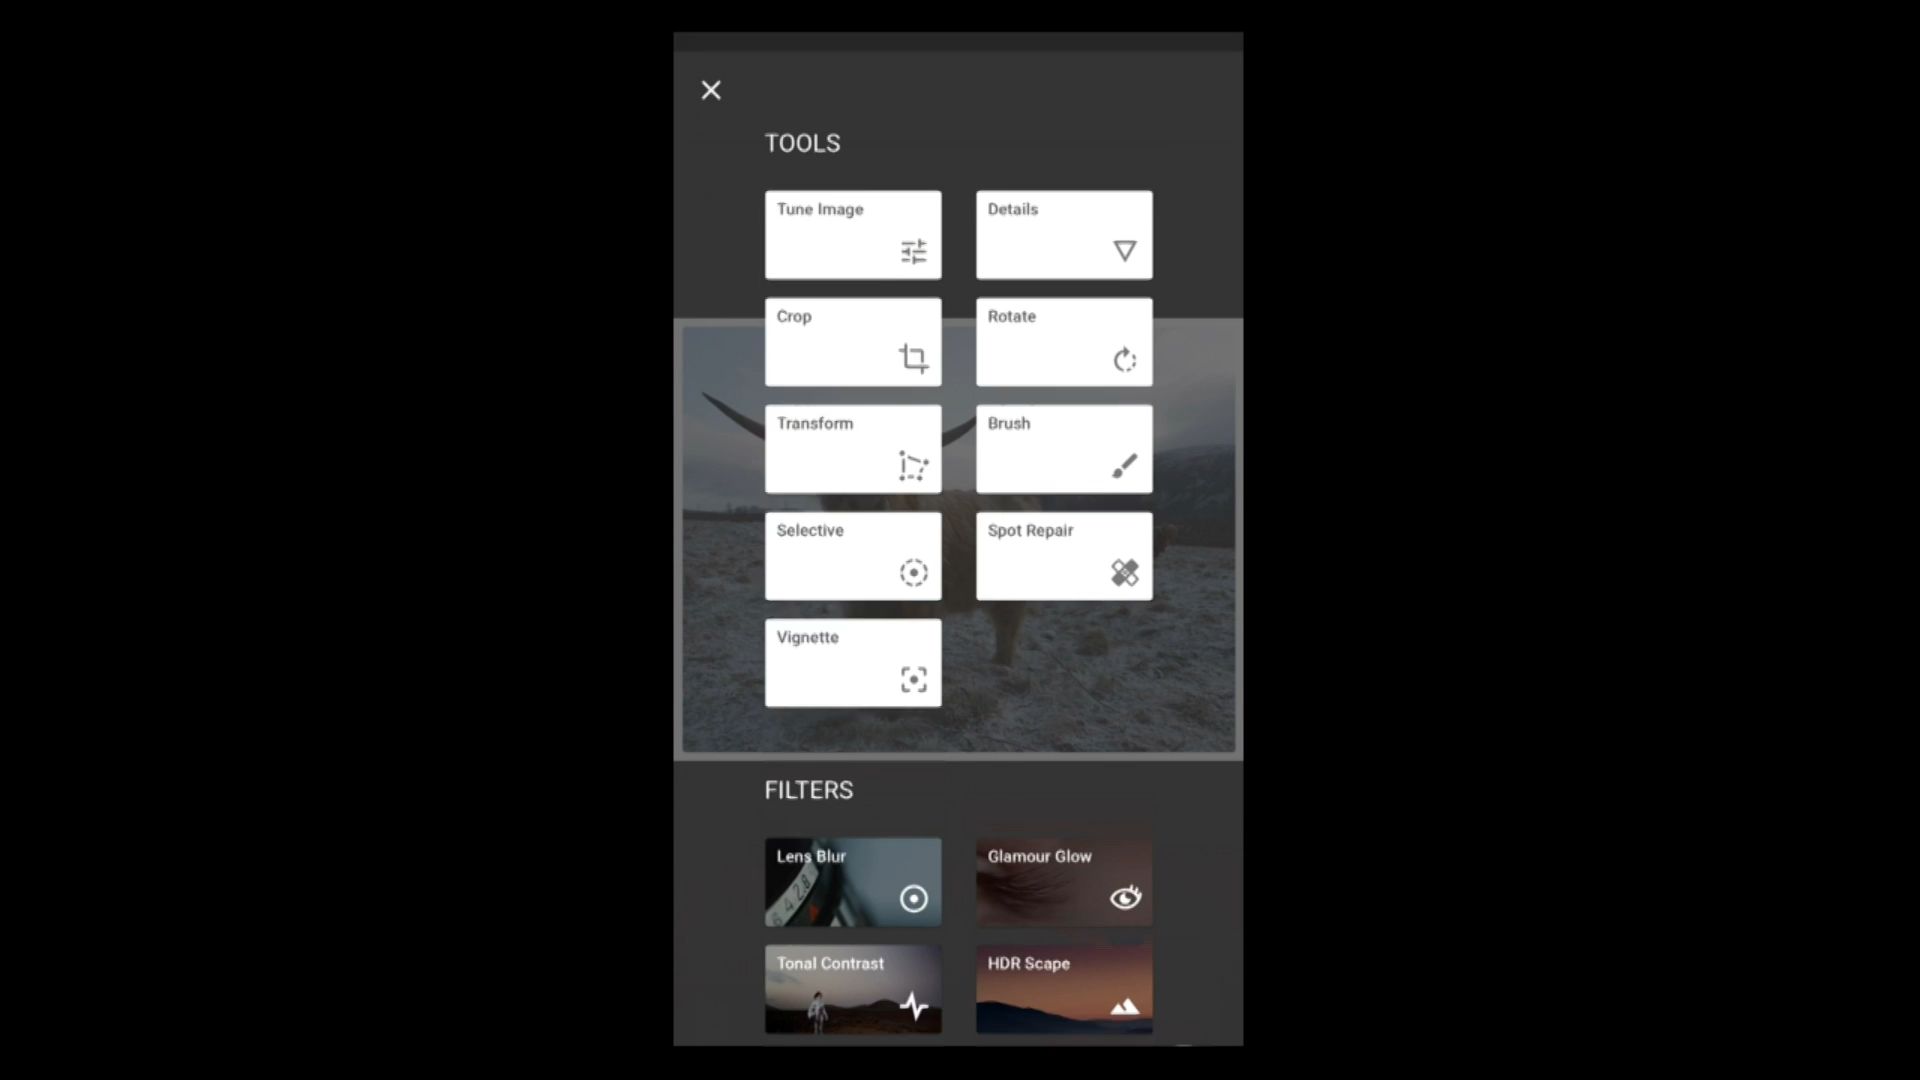 TOOLS
Tune Image
Details
Crop
Rotate
Transform
Brush
Selective
Spot Repair
Vignette
FILTERS
Lens Blur
Glamour Glow
Tonal Contrast
HDR Scape